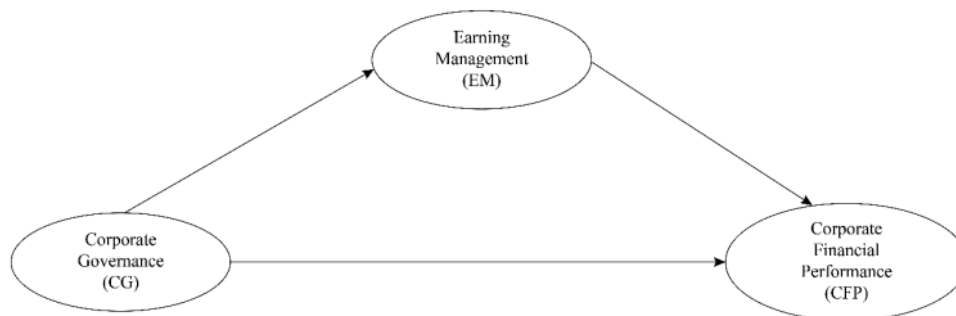 Earning
Management
(EM)
Corporate
Governance
(CG)
Corporate
Financial
Performance
(CFP)